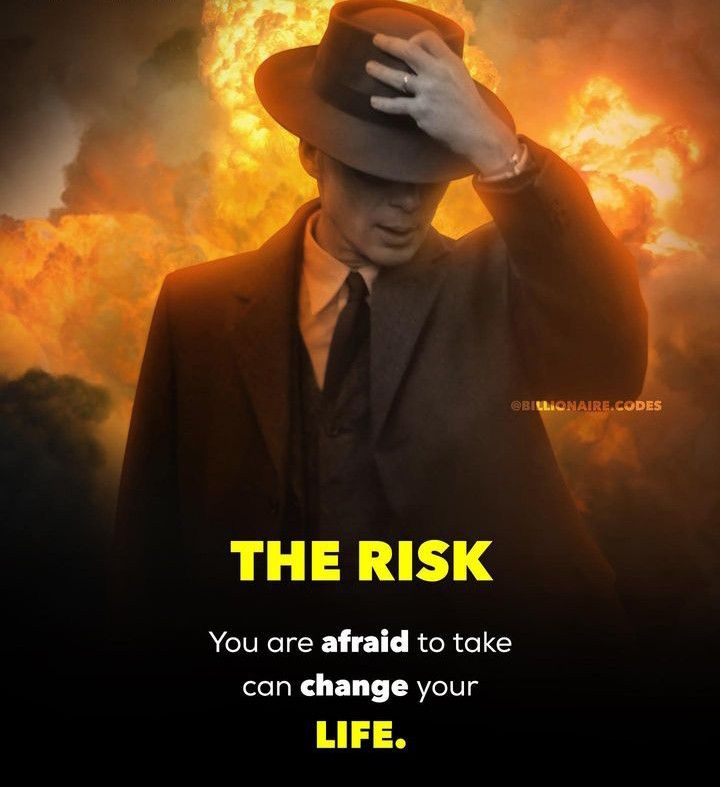 @BILLIONAIRE.CODES
THE RISK
You are afraid to take
can change your
LIFE.